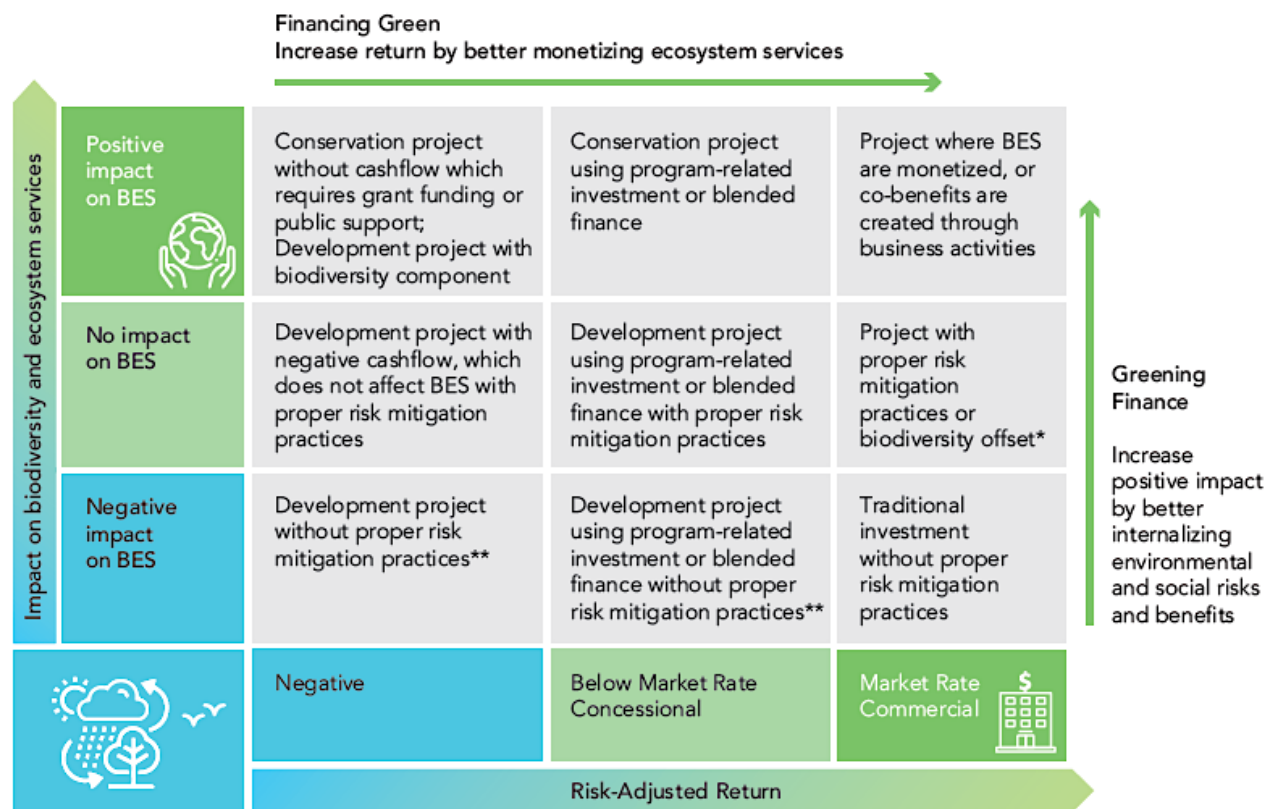 Financing Green
Increase return by better monetizing ecosystem services
Impact on biodiversity and ecosystem services
Positive
impact
on BES
Conservation project
without cashflow which
requires grant funding or
public support;
Development project with
biodiversity component
Conservation project
using program-related
investment or blended
finance
Project where BES
are monetized, or
co-benefits are
created through
business activities
No impact
on BES
Development project with
negative cashflow, which
does not affect BES with
proper risk mitigation
practices
Development project
using program-related
investment or blended
finance with proper risk
mitigation practices
Project with
proper risk
mitigation
practices or
biodiversity offset*
Negative
impact
on BES
Development project
without proper risk
mitigation practices**
Development project
using program-related
investment or blended
finance without proper
risk mitigation practices**
Traditional
investment
without proper
risk mitigation
practices
Greening
Finance
Increase
positive impact
by better
internalizing
environmental
and social risks
and benefits
Negative
Below Market Rate
Concessional
Market Rate
Commercial
$
Risk-Adjusted Return